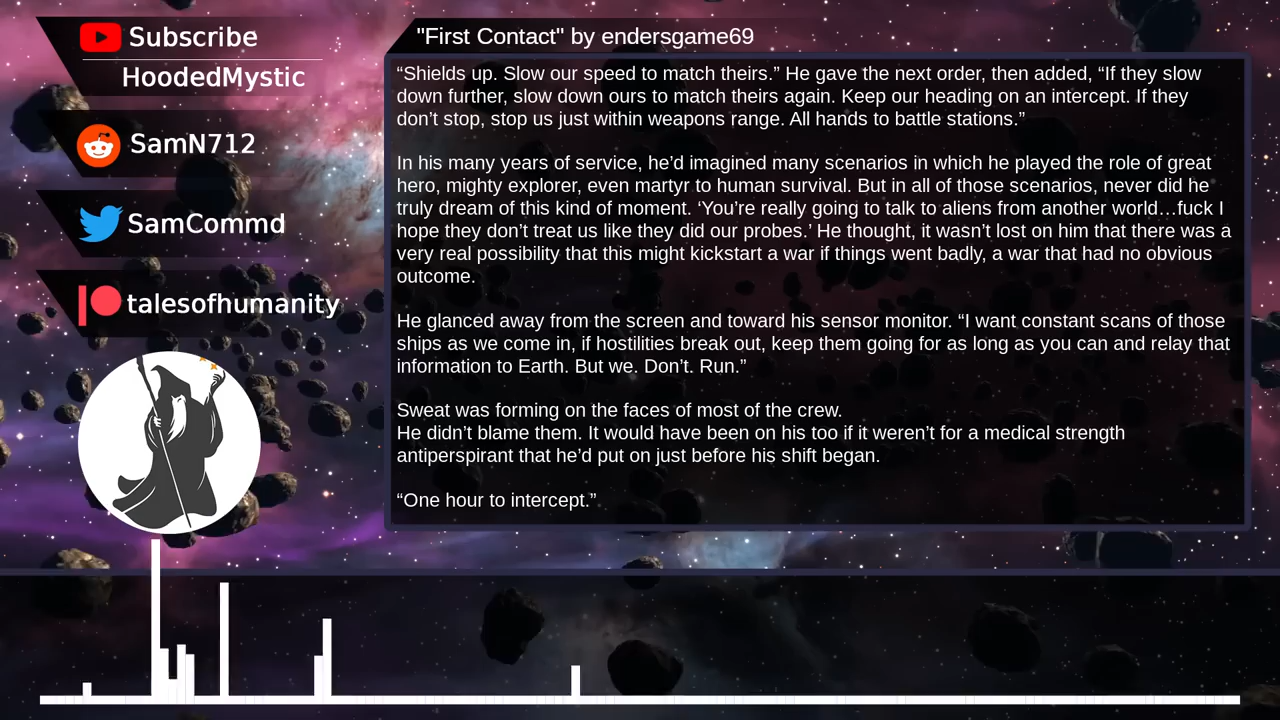 Subscribe
HoodedMystic
SamN712
SamCommd
talesofhumanity
"First Contact" by endersgame69
“Shields up. Slow our speed to match theirs.” He gave the next order, then added, “If they slow
down further, slow down ours to match theirs again. Keep our heading on an intercept. If they
don’t stop, stop us just within weapons range. All hands to battle stations.”
In his many years of service, he’d imagined many scenarios in which he played the role of great
hero, mighty explorer, even martyr to human survival. But in all of those scenarios, never did he
truly dream of this kind of moment. ‘You’re really going to talk to aliens from another world…fuck I
hope they don’t treat us like they did our probes.’ He thought, it wasn’t lost on him that there was a
very real possibility that this might kickstart a war if things went badly, a war that had no obvious
outcome.
He glanced away from the screen and toward his sensor monitor. “I want constant scans of those
ships as we come in, if hostilities break out, keep them going for as long as you can and relay that
information to Earth. But we. Don’t. Run.”
Sweat was forming on the faces of most of the crew.
He didn’t blame them. It would have been on his too if it weren’t for a medical strength
antiperspirant that he’d put on just before his shift began.
“One hour to intercept.”